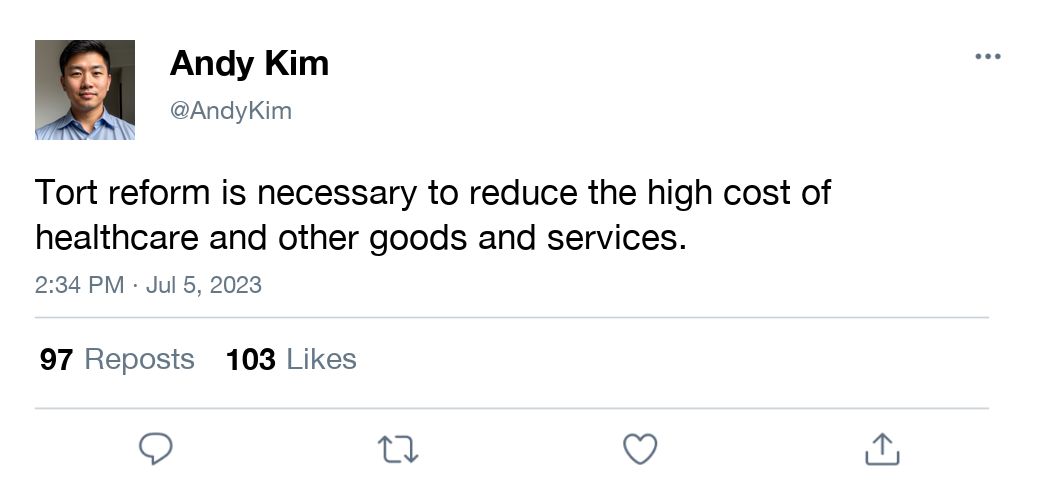 Andy Kim
@AndyKim
Tort reform is necessary to reduce the high cost of
healthcare and other goods and services.
2:34 PM · Jul 5, 2023
97 Reposts 103 Likes